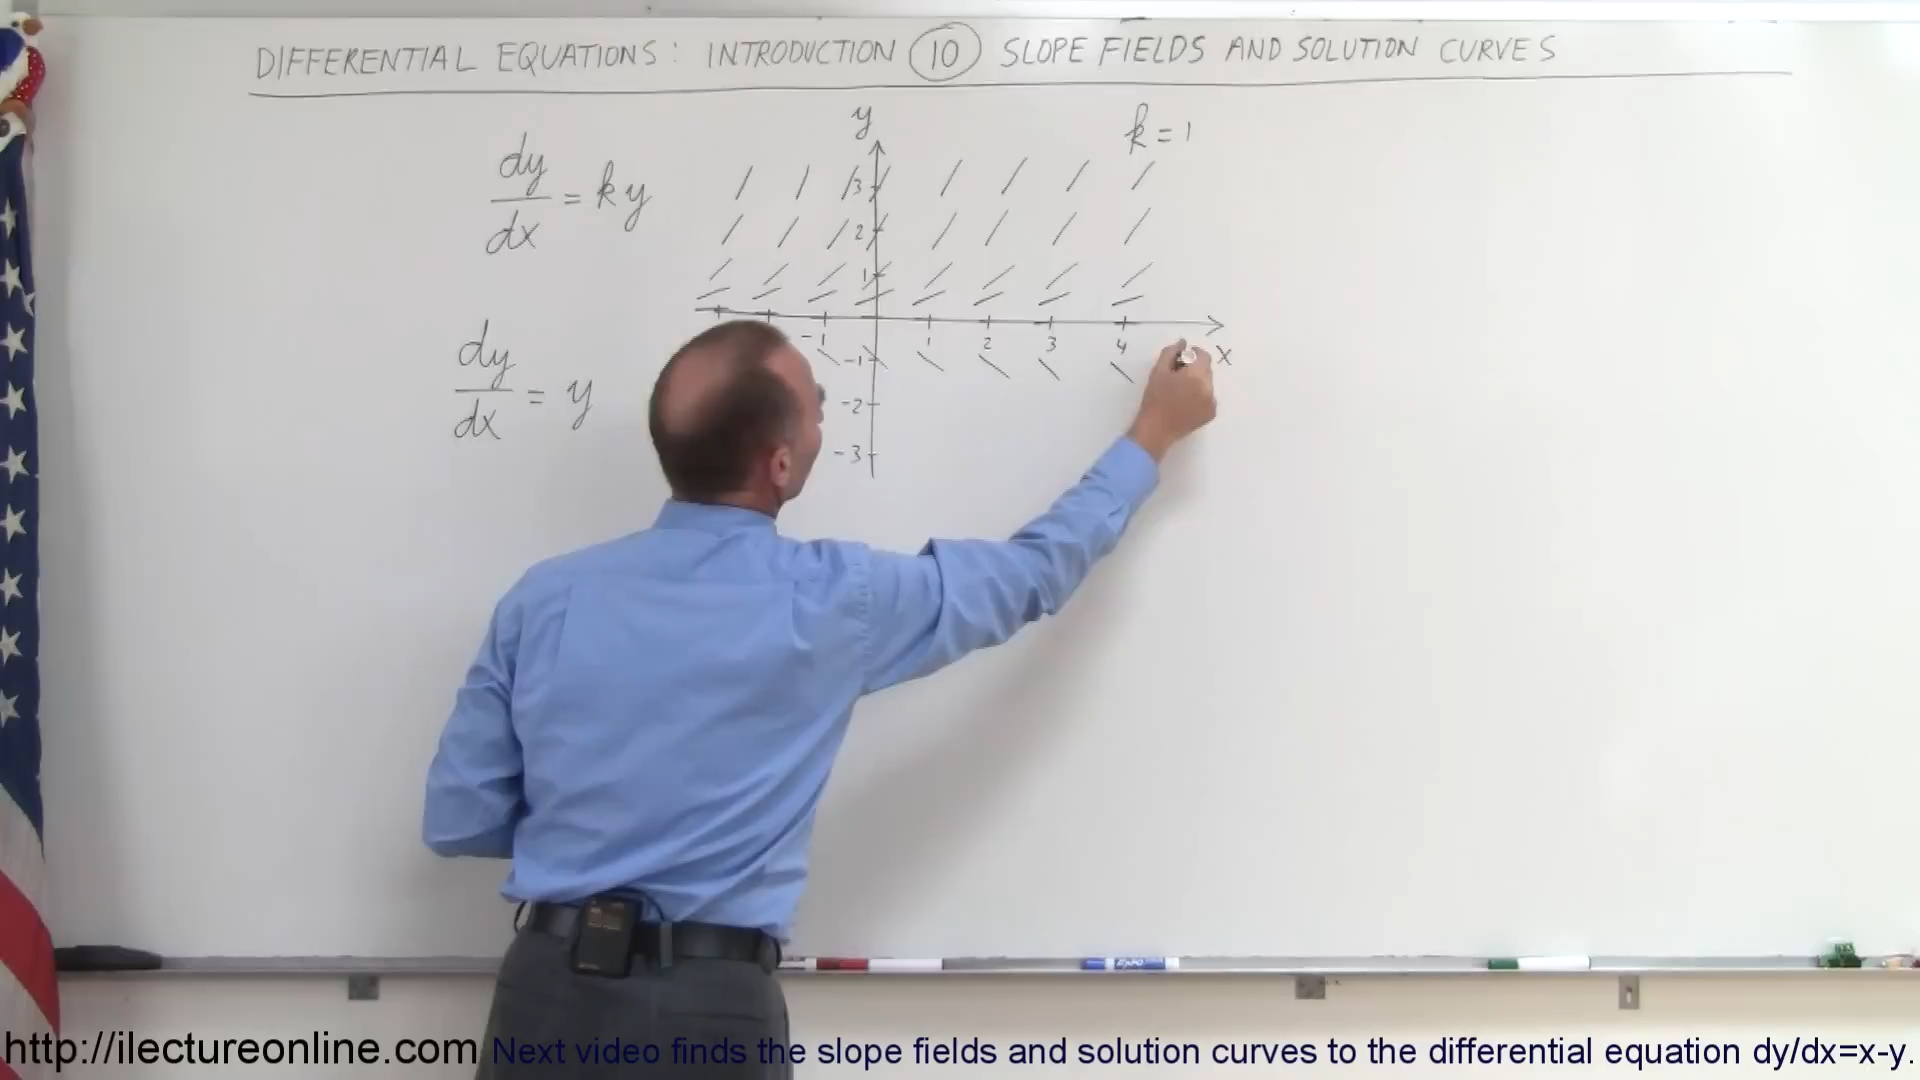 DIFFERENTIAL EQUATIONS: INTRODUCTION 10 SLOPE FIELDS AND SOLUTION CURVES
dy/dx = ky
dy/dx = y
k = 1
y
3
2
1
-1 1 2 3 4 x
-1
-2
-3
EXPO
http://ilectureonline.com Next video finds the slope fields and solution curves to the differential equation dy/dx=x-y.